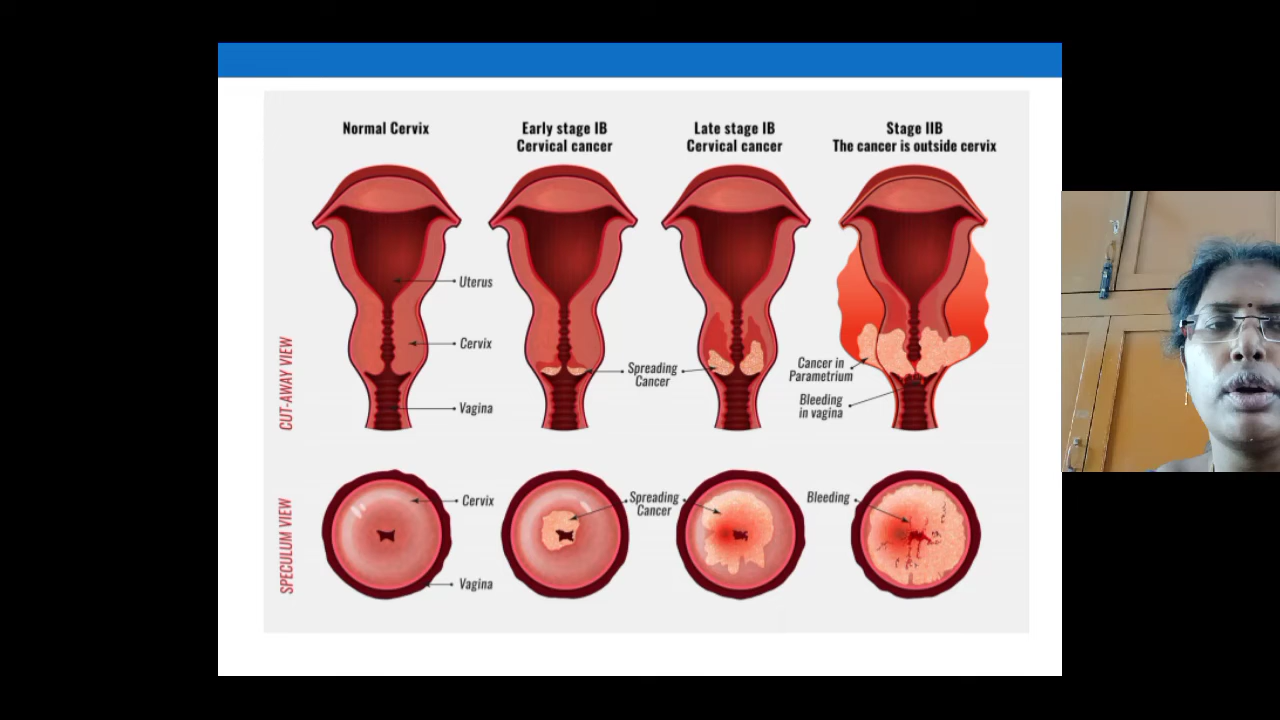 Normal Cervix
Early stage IB
Cervical cancer
Late stage IB
Cervical cancer
Stage IIB
The cancer is outside cervix
CUT-AWAY VIEW
Uterus
Cervix
Vagina
Spreading
Cancer
Cancer in
Parametrium
Bleeding
in vagina
SPECULUM VIEW
Cervix
Vagina
Spreading
Cancer
Bleeding